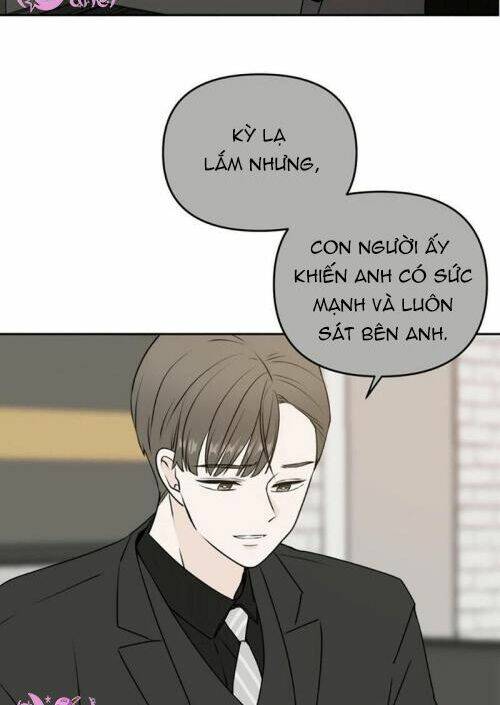 KỲ LẠ
LẮM NHƯNG,
CON NGƯỜI ẤY
KHIẾN ANH CÓ SỨC
MẠNH VÀ LUÔN
SÁT BÊN ANH.